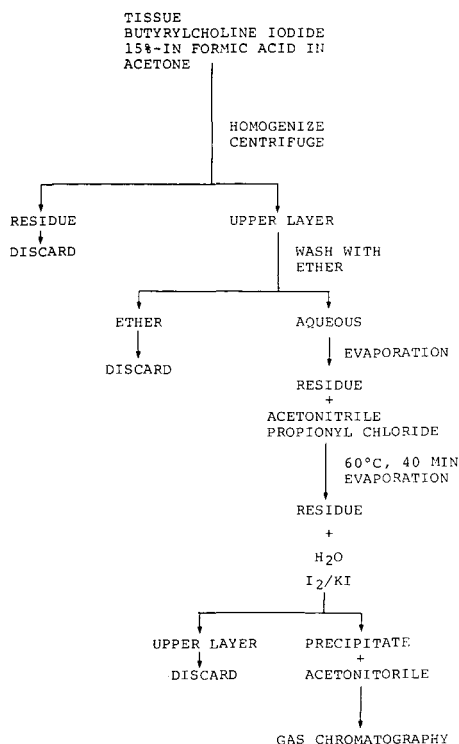 TISSUE
BUTYRYLCHOLINE IODIDE
15%-IN FORMIC ACID IN
ACETONE
HOMOGENIZE
CENTRIFUGE
RESIDUE
DISCARD
UPPER LAYER
WASH WITH
ETHER
ETHER
DISCARD
AQUEOUS
EVAPORATION
RESIDUE
+
ACETONITRILE
PROPIONYL CHLORIDE
60°C, 40 MIN
EVAPORATION
RESIDUE
+
H2O
I2/KI
UPPER LAYER
DISCARD
PRECIPITATE
+
ACETONITORILE
GAS CHROMATOGRAPHY